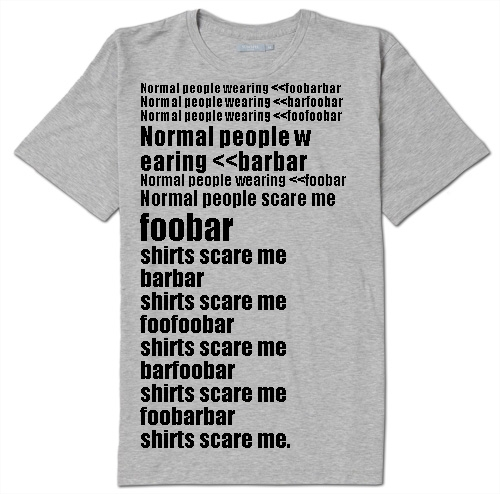 Normal people wearing <<foobarbar
Normal people wearing <<barfoobar
Normal people wearing <<foofoobar
Normal people w
earing <<barbar
Normal people wearing <<foobar
Normal people scare me
foobar
shirts scare me
barbar
shirts scare me
foofoobar
shirts scare me
barfoobar
shirts scare me
foobarbar
shirts scare me.